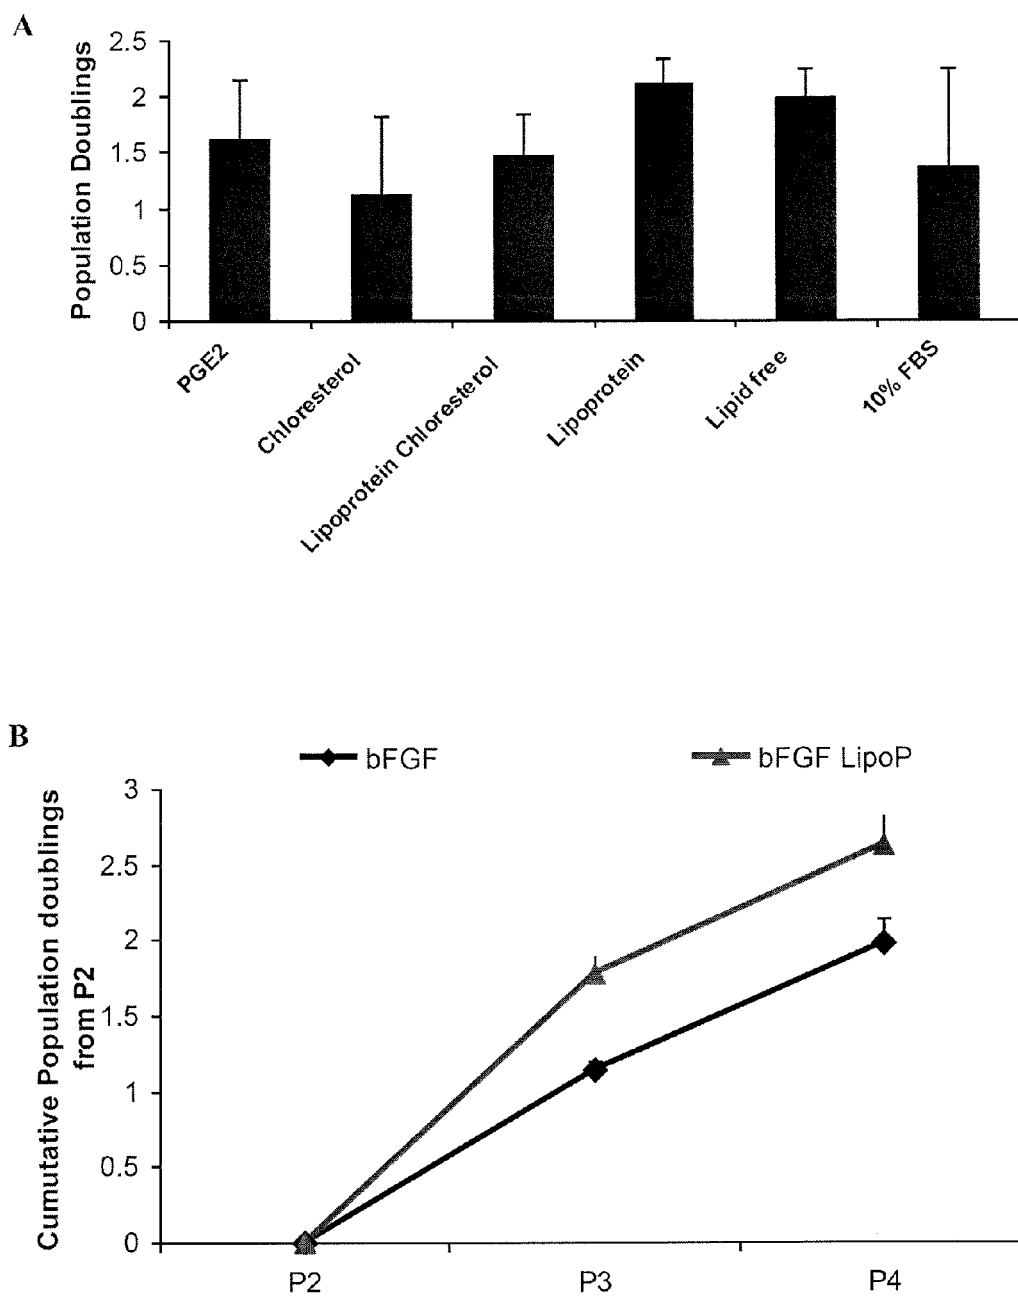 A
Population Doublings
2.5
2
1.5
1
0.5
0
PGE2
Chloresterol
Lipoprotein Chloresterol
Lipoprotein
Lipid free
10% FBS
B
bFGF
bFGF LipoP
Cumutative Population doublings
from P2
3
2.5
2
1.5
1
0.5
0
P2
P3
P4